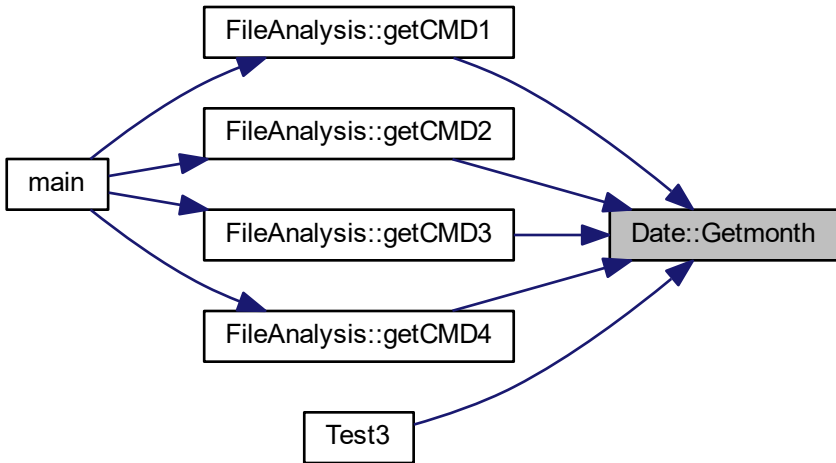 FileAnalysis::getCMD1
FileAnalysis::getCMD2
main
FileAnalysis::getCMD3
Date::Getmonth
FileAnalysis::getCMD4
Test3